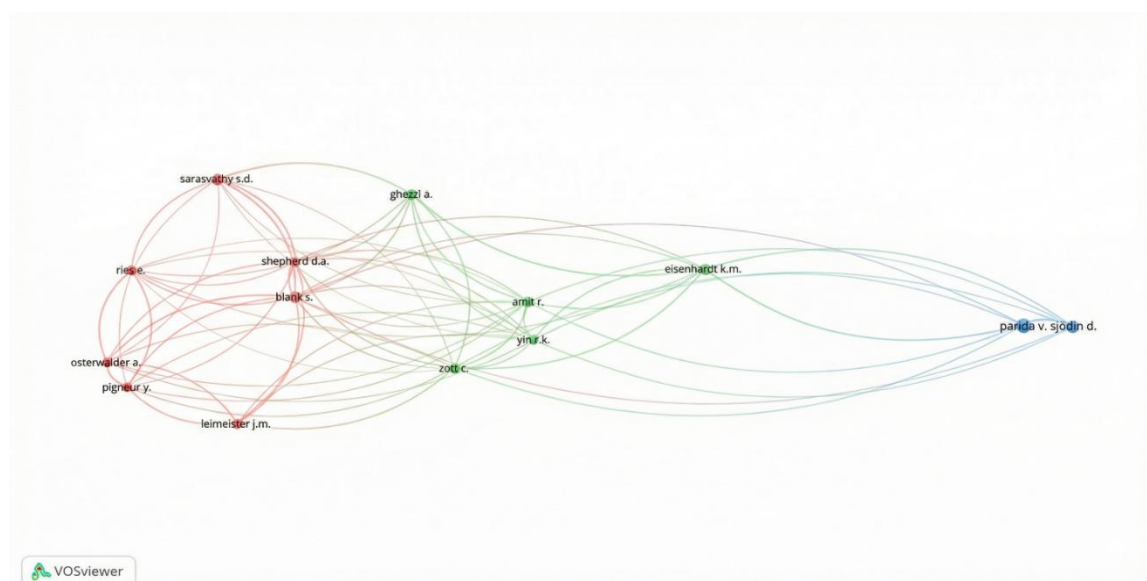 sarasvathy s.d.
ghezzi a.
shepherd d.a.
ries e.
eisenhardt k.m.
blank s.
amit r.
parida v. sjödin d.
yin r.k.
osterwalder a.
zott c.
pigneur y.
leimeister j.m.
VOSviewer